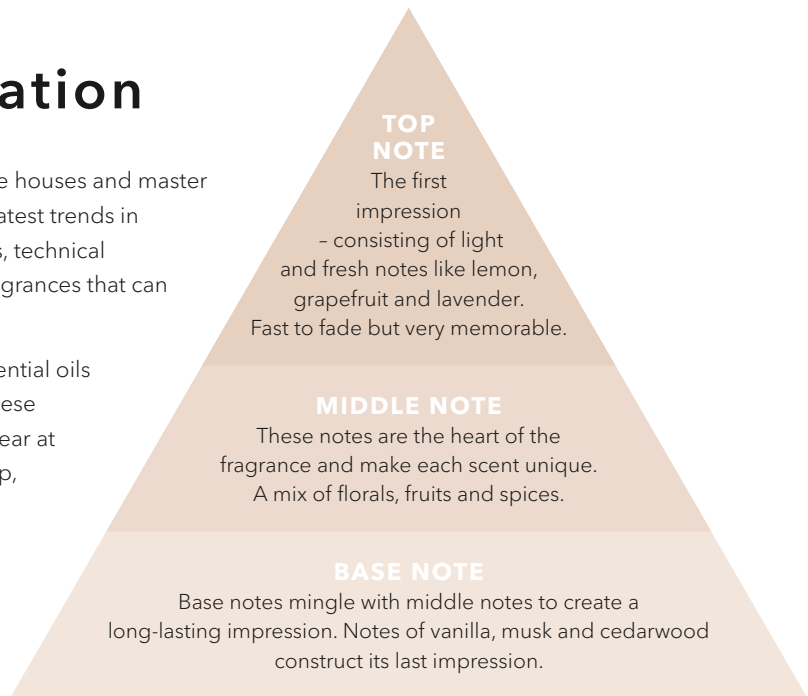 ation
e houses and master
atest trends in
s, technical
grances that can
ential oils
ese
ear at
p,
TOP
NOTE
The first
impression
– consisting of light
and fresh notes like lemon,
grapefruit and lavender.
Fast to fade but very memorable.
MIDDLE NOTE
These notes are the heart of the
fragrance and make each scent unique.
A mix of florals, fruits and spices.
BASE NOTE
Base notes mingle with middle notes to create a
long-lasting impression. Notes of vanilla, musk and cedarwood
construct its last impression.